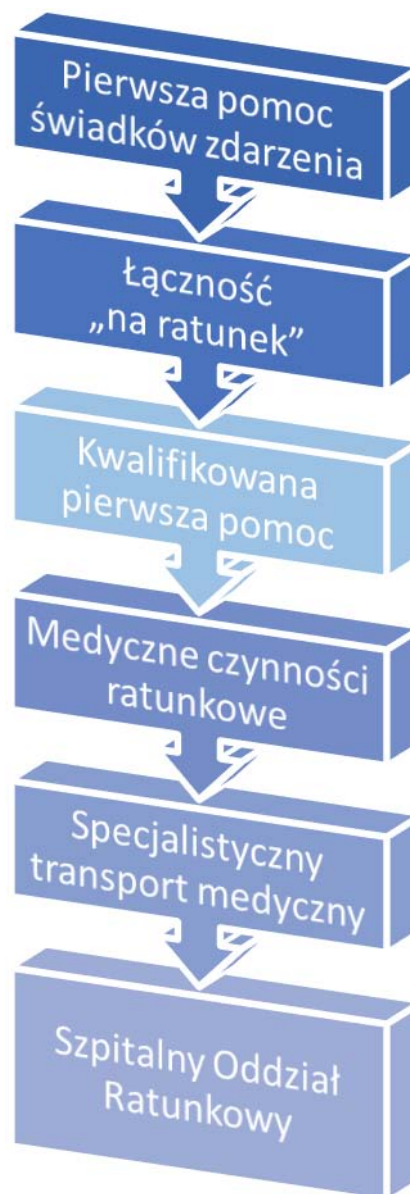 Pierwsza pomoc
świadków zdarzenia
Łączność
„na ratunek”
Kwalifikowana
pierwsza pomoc
Medyczne czynności
ratunkowe
Specjalistyczny
transport medyczny
Szpitalny Oddział
Ratunkowy